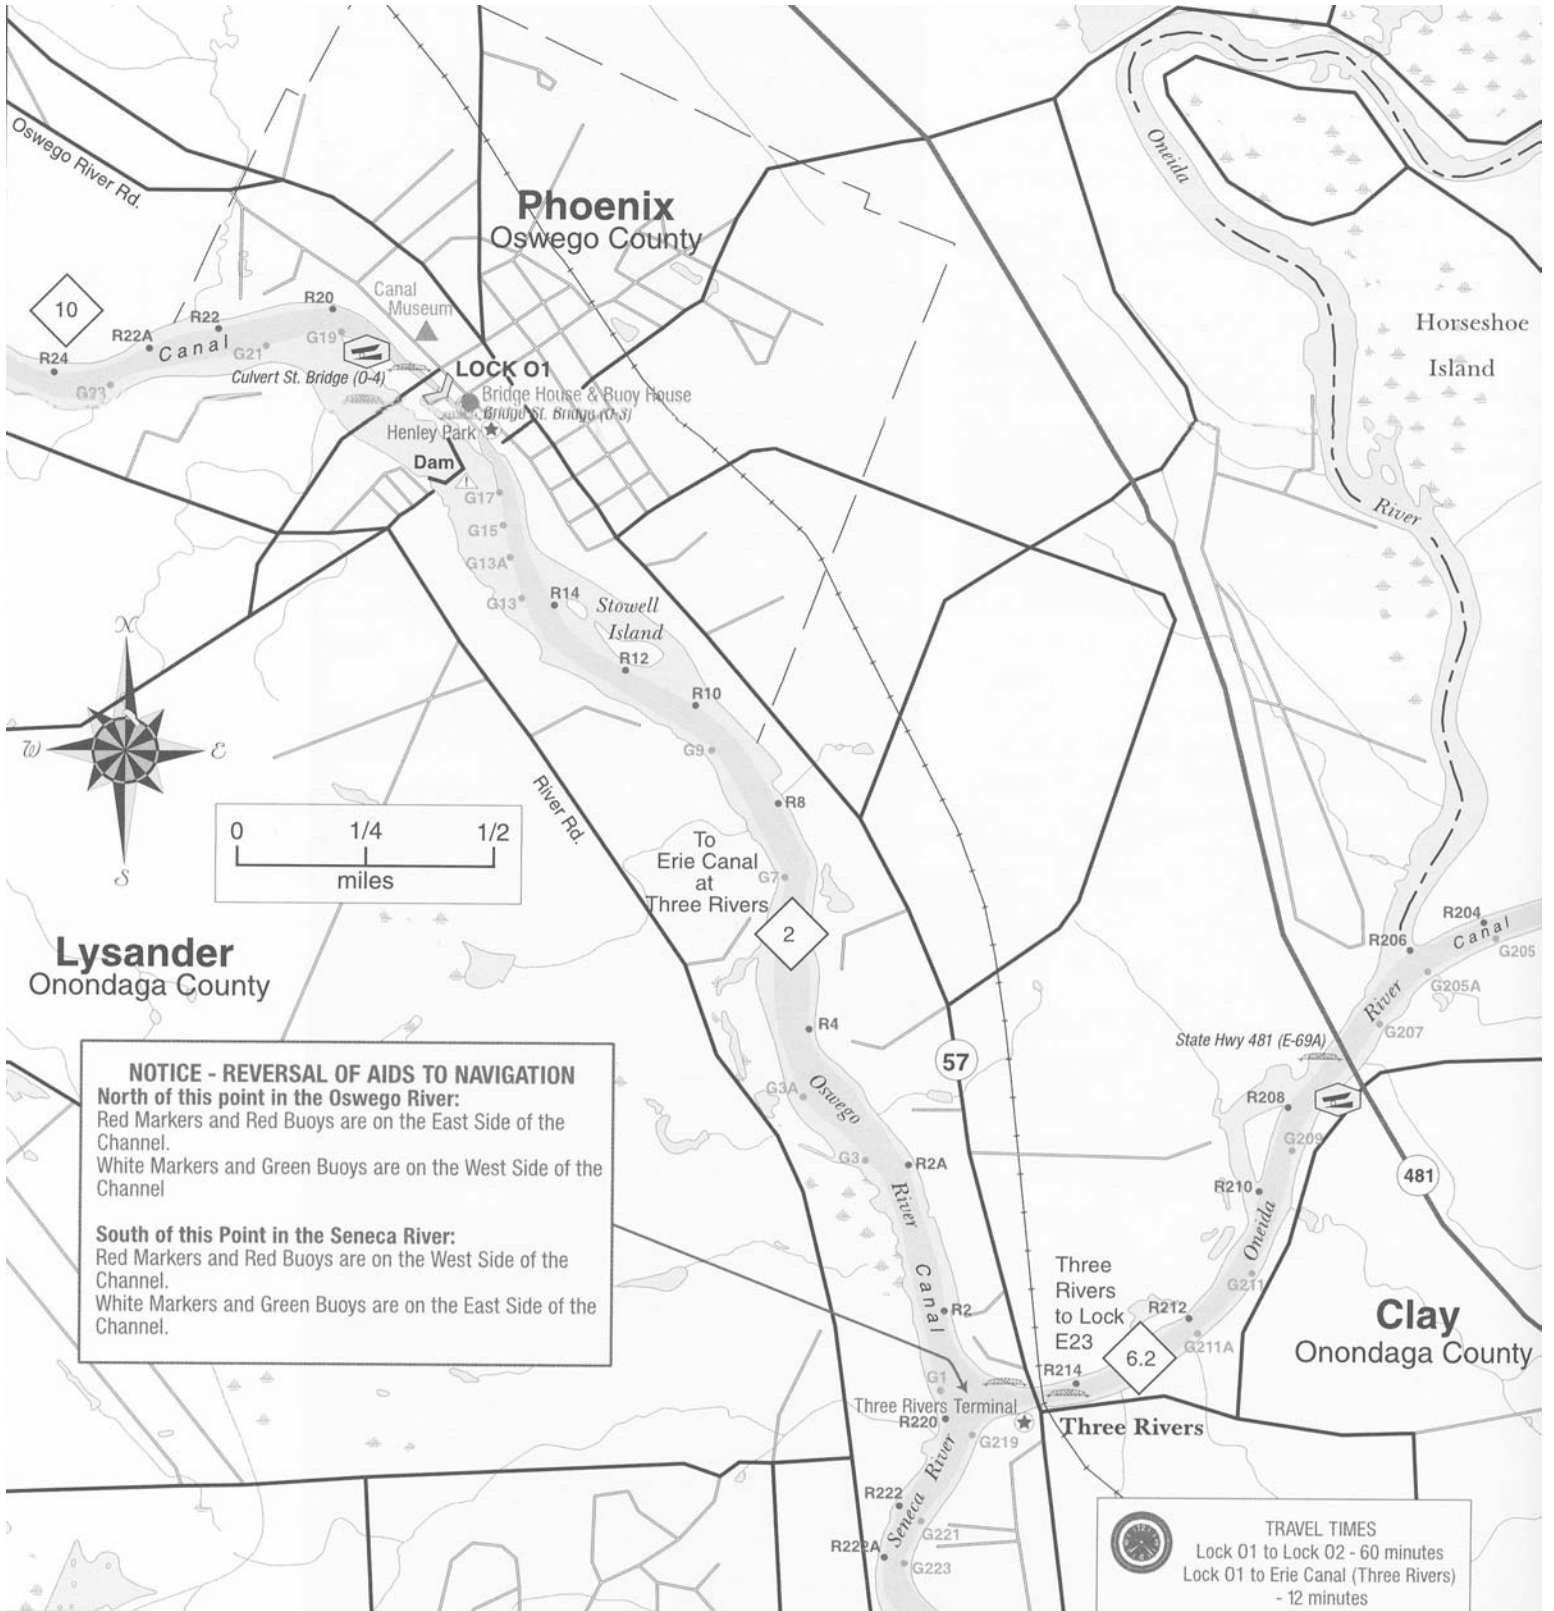 Oswego River Rd.
Phoenix
Oswego County
Oneida
10
Canal
Museum
R20
R22
R22A
R24
G19
G21
G23
Canal
Culvert St. Bridge (O-4)
LOCK O1
Bridge House & Buoy House
Bridge St. Bridge (O-3)
Henley Park
Dam
Horseshoe
Island
River
G17
G15
G13A
G13
R14
Stowell
Island
R12
R10
G9
R8
N
W
E
S
River Rd.
0 1/4 1/2
miles
To
Erie Canal
at
Three Rivers
G7
2
R4
Lysander
Onondaga County
R204
Canal
R206
G205
G205A
River
G207
State Hwy 481 (E-69A)
57
R208
G209
481
R210
Oneida
G211
G3A
Oswego
G3
R2A
River
Canal
R2
NOTICE - REVERSAL OF AIDS TO NAVIGATION
North of this point in the Oswego River:
Red Markers and Red Buoys are on the East Side of the
Channel.
White Markers and Green Buoys are on the West Side of the
Channel
South of this Point in the Seneca River:
Red Markers and Red Buoys are on the West Side of the
Channel.
White Markers and Green Buoys are on the East Side of the
Channel.
Three
Rivers
to Lock
E23
R212
G211A
6.2
Clay
Onondaga County
R214
G1
Three Rivers Terminal
R220
Three Rivers
G219
Seneca River
R222
G221
R222A
G223
TRAVEL TIMES
Lock O1 to Lock O2 - 60 minutes
Lock O1 to Erie Canal (Three Rivers)
- 12 minutes